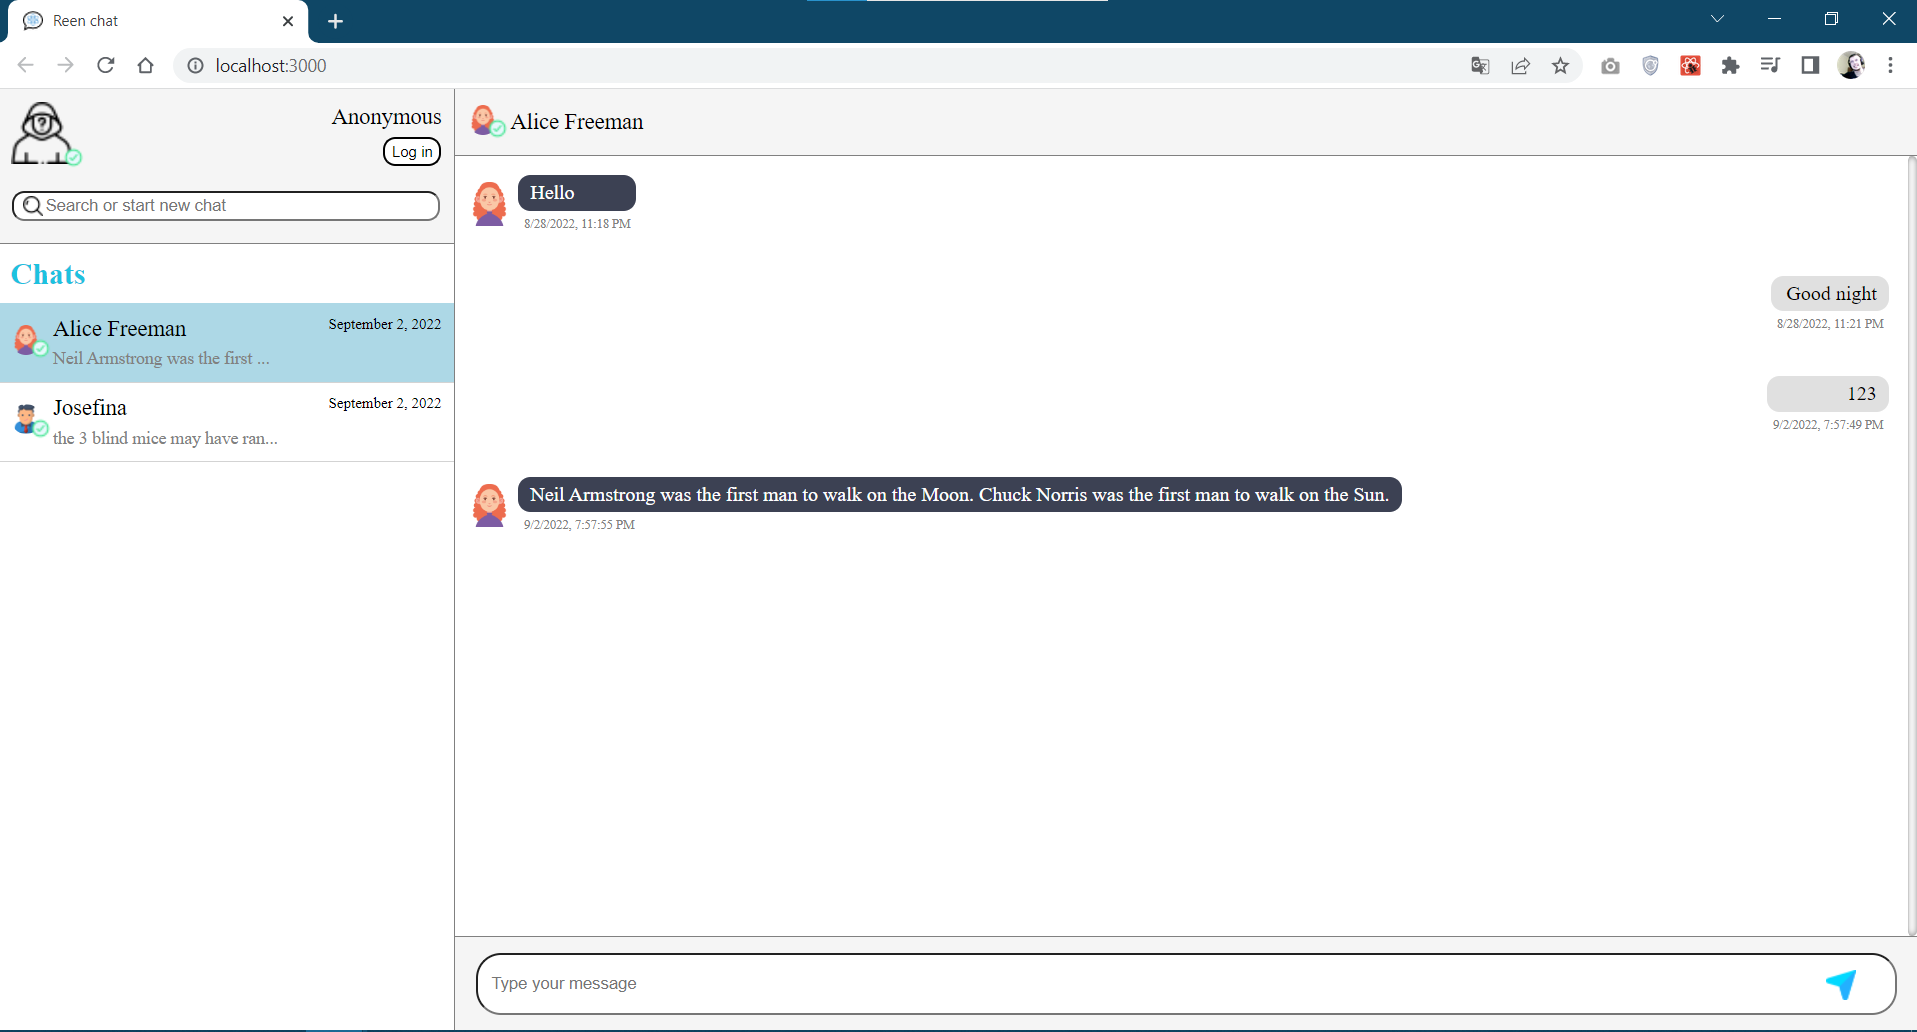 Reen chat
localhost:3000
Anonymous
Log in
Search or start new chat
Chats
Alice Freeman
September 2, 2022
Neil Armstrong was the first ...
Josefina
September 2, 2022
the 3 blind mice may have ran...
Alice Freeman
Hello
8/28/2022, 11:18 PM
Good night
8/28/2022, 11:21 PM
123
9/2/2022, 7:57:49 PM
Neil Armstrong was the first man to walk on the Moon. Chuck Norris was the first man to walk on the Sun.
9/2/2022, 7:57:55 PM
Type your message